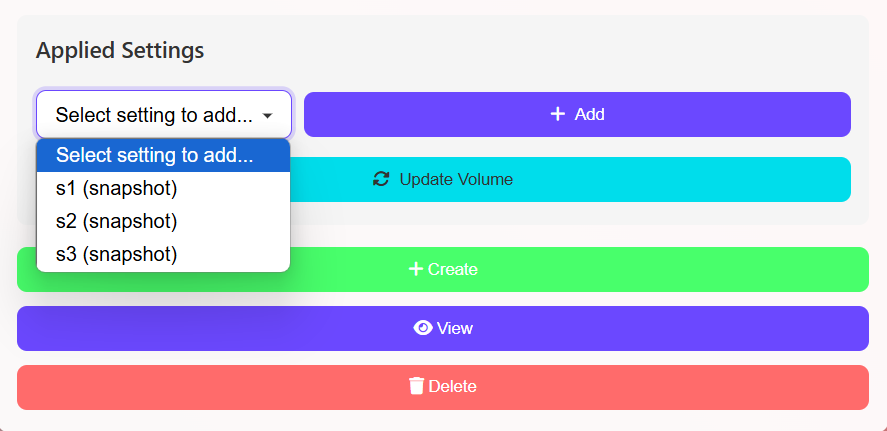 Applied Settings
Select setting to add...
Add
Select setting to add...
s1 (snapshot)
Update Volume
s2 (snapshot)
s3 (snapshot)
Create
View
Delete